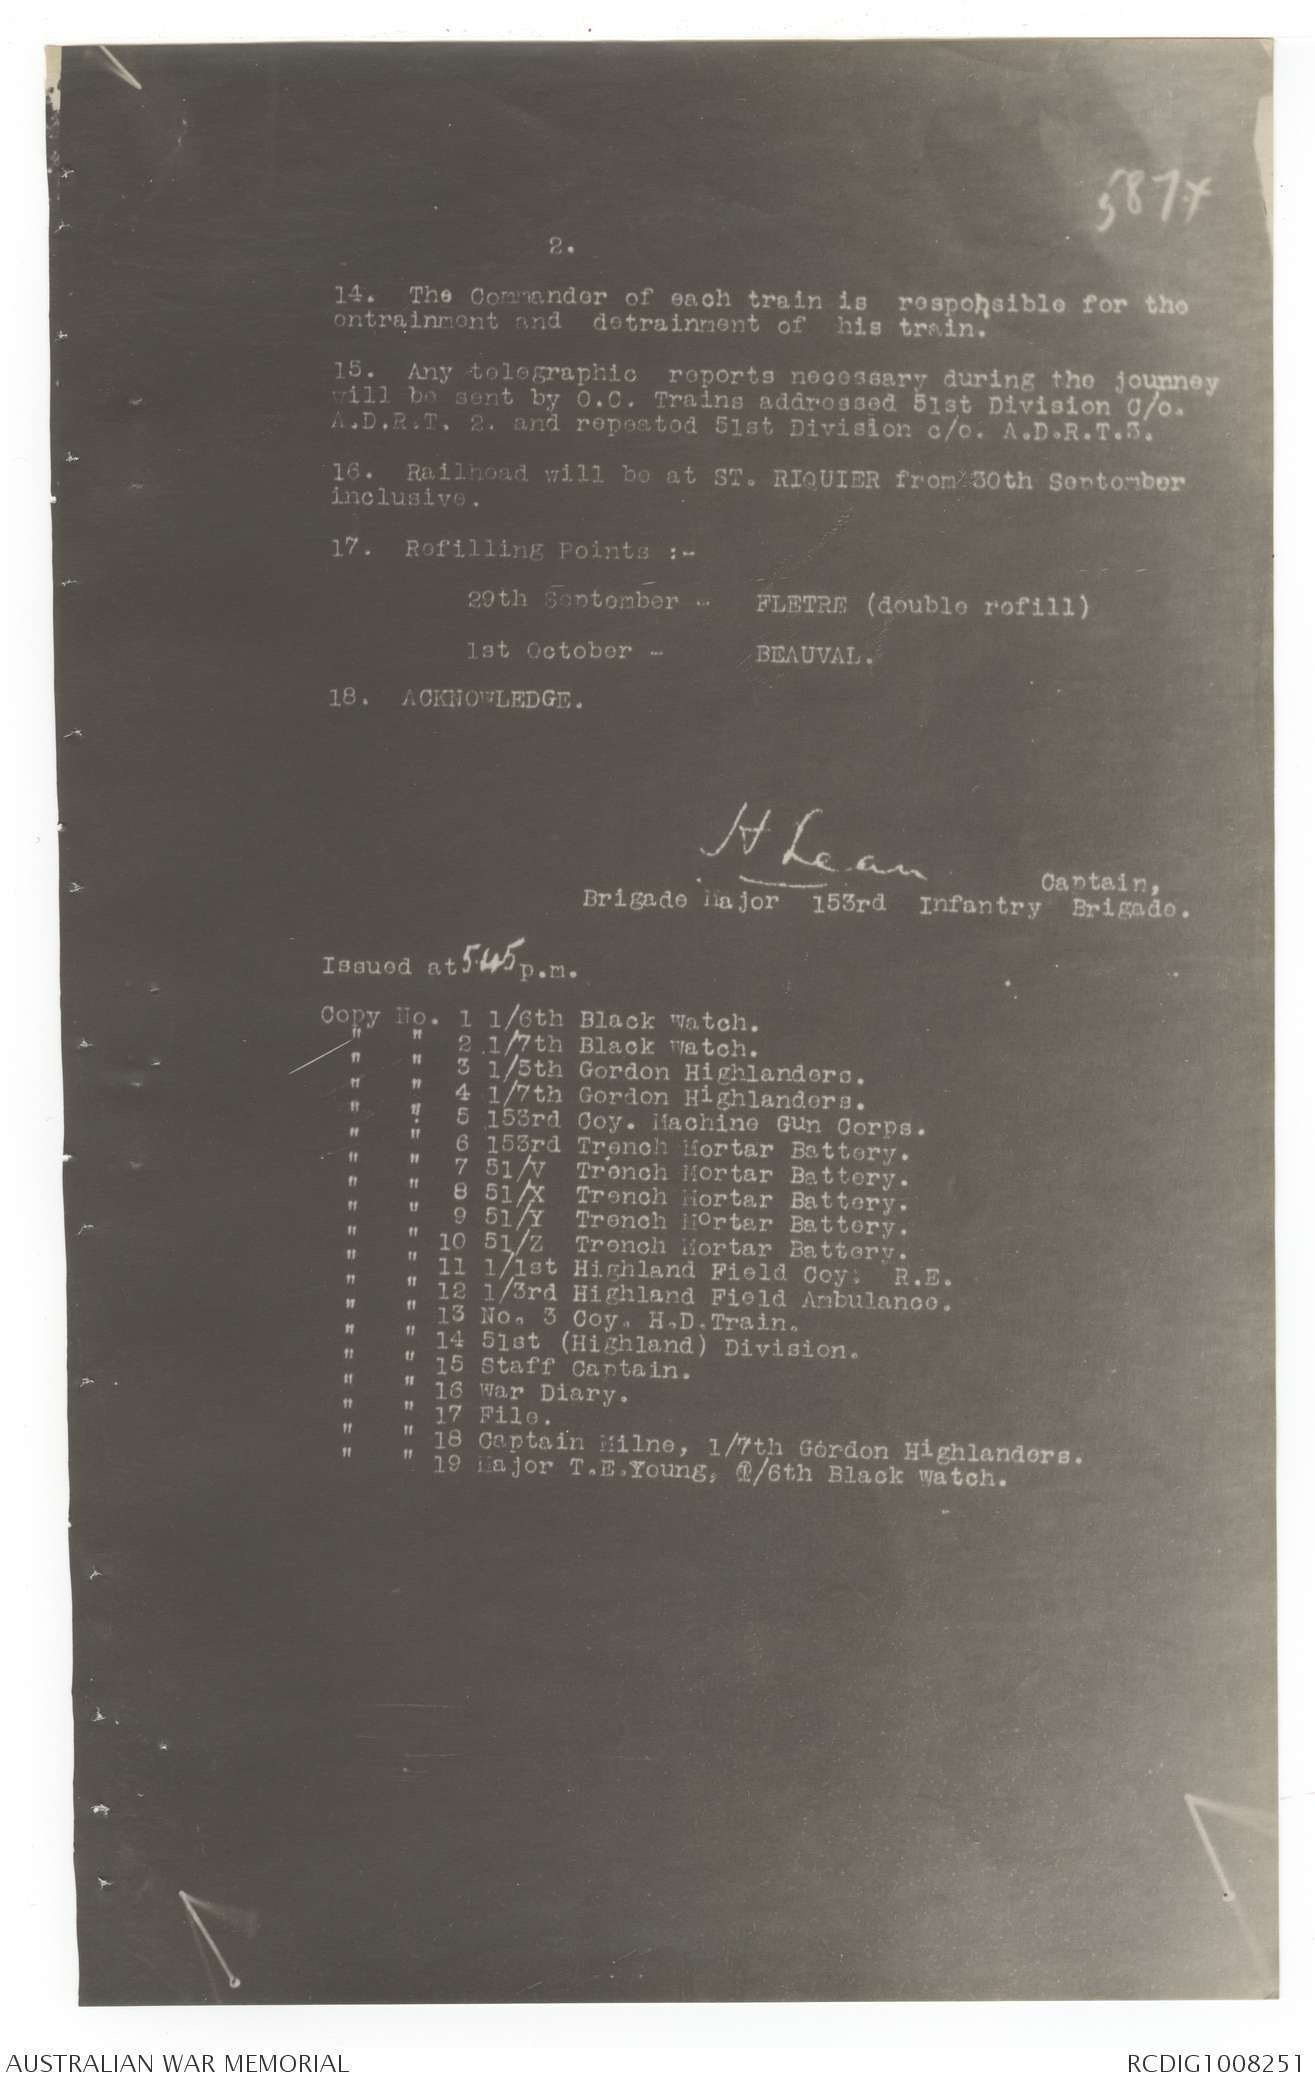 587+
2.
14. The Commander of each train is responsible for the
entrainment and detrainment of his train.
15. Any telegraphic reports necessary during the journey
will be sent by O.C. Trains addressed 51st Division C/o.
A.D.R.T. 2. and repeated 51st Division c/o. A.D.R.T.3.
16. Railhead will be at ST. RIQUIER from 30th September
inclusive.
17. Refilling Points :-
29th September - FLETRE (double refill)
1st October - BEAUVAL.
18. ACKNOWLEDGE.
H Lean
Captain,
Brigade Major 153rd Infantry Brigade.
Issued at 5.45 p.m.
Copy No. 1 1/6th Black Watch.
" " 2 1/7th Black Watch.
" " 3 1/5th Gordon Highlanders.
" " 4 1/7th Gordon Highlanders.
" " 5 153rd Coy. Machine Gun Corps.
" " 6 153rd Trench Mortar Battery.
" " 7 51/V Trench Mortar Battery.
" " 8 51/X Trench Mortar Battery.
" " 9 51/Y Trench Mortar Battery.
" " 10 51/Z Trench Mortar Battery.
" " 11 1/1st Highland Field Coy. R.E.
" " 12 1/3rd Highland Field Ambulance.
" " 13 No. 3 Coy. H.D.Train.
" " 14 51st (Highland) Division.
" " 15 Staff Captain.
" " 16 War Diary.
" " 17 File.
" " 18 Captain Milne, 1/7th Gordon Highlanders.
" " 19 Major T.E.Young, 1/6th Black Watch.
AUSTRALIAN WAR MEMORIAL
RCDIG1008251